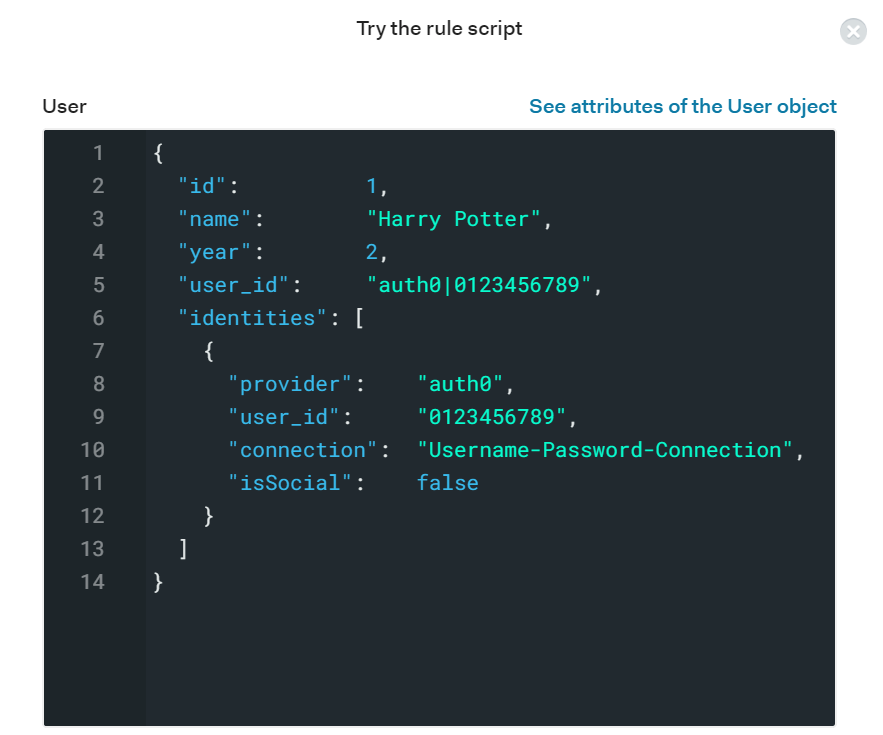 Try the rule script
User See attributes of the User object
1 {
2 "id": 1,
3 "name": "Harry Potter",
4 "year": 2,
5 "user_id": "auth0|0123456789",
6 "identities": [
7 {
8 "provider": "auth0",
9 "user_id": "0123456789",
10 "connection": "Username-Password-Connection",
11 "isSocial": false
12 }
13 ]
14 }